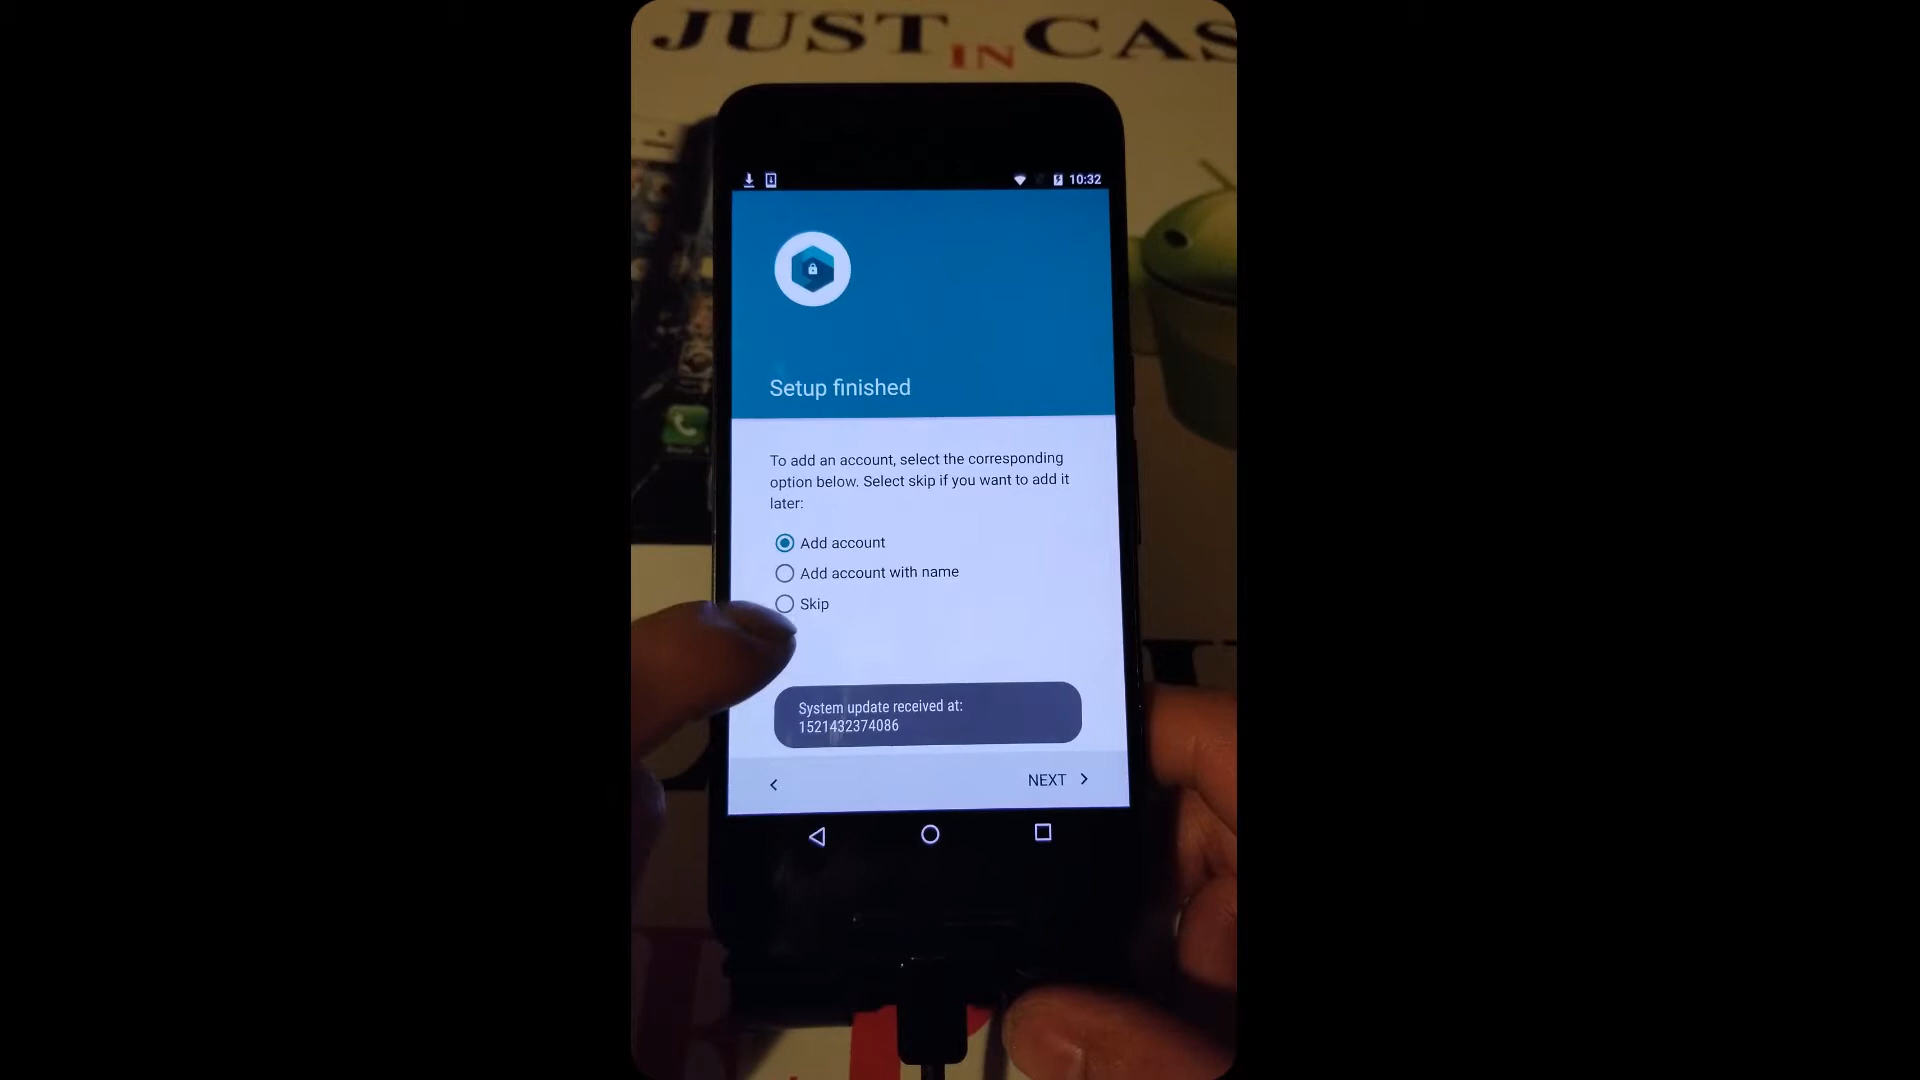 JUST IN CAS
10:32
Setup finished
To add an account, select the corresponding
option below. Select skip if you want to add it
later:
Add account
Add account with name
Skip
System update received at:
1521432374086
NEXT